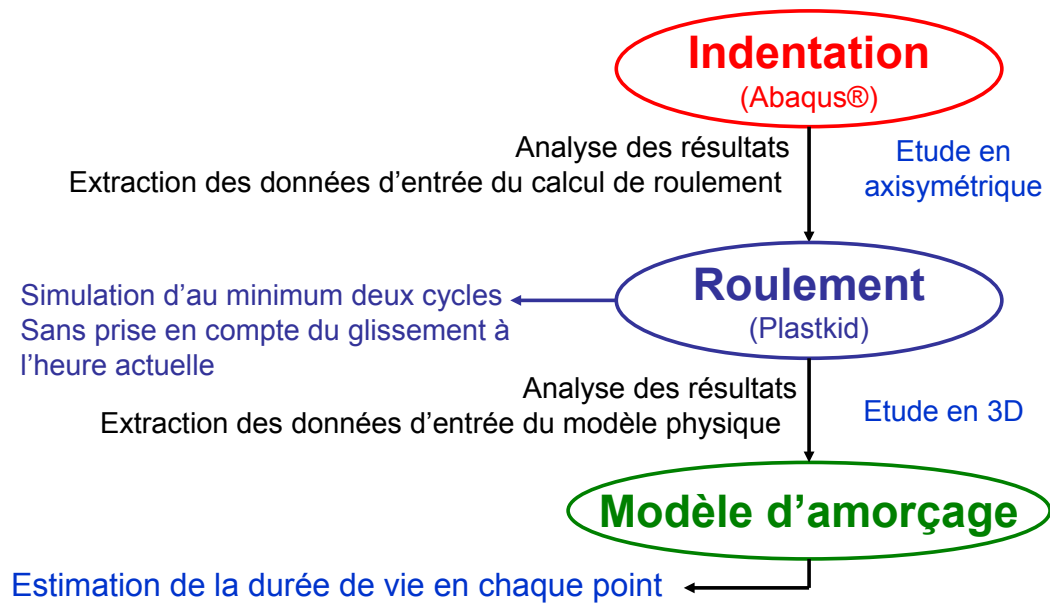 Indentation
(Abaqus®)
Analyse des résultats
Extraction des données d'entrée du calcul de roulement
Etude en
axisymétrique
Roulement
(Plastkid)
Simulation d'au minimum deux cycles
Sans prise en compte du glissement à
l'heure actuelle
Analyse des résultats
Extraction des données d'entrée du modèle physique
Etude en 3D
Modèle d'amorçage
Estimation de la durée de vie en chaque point